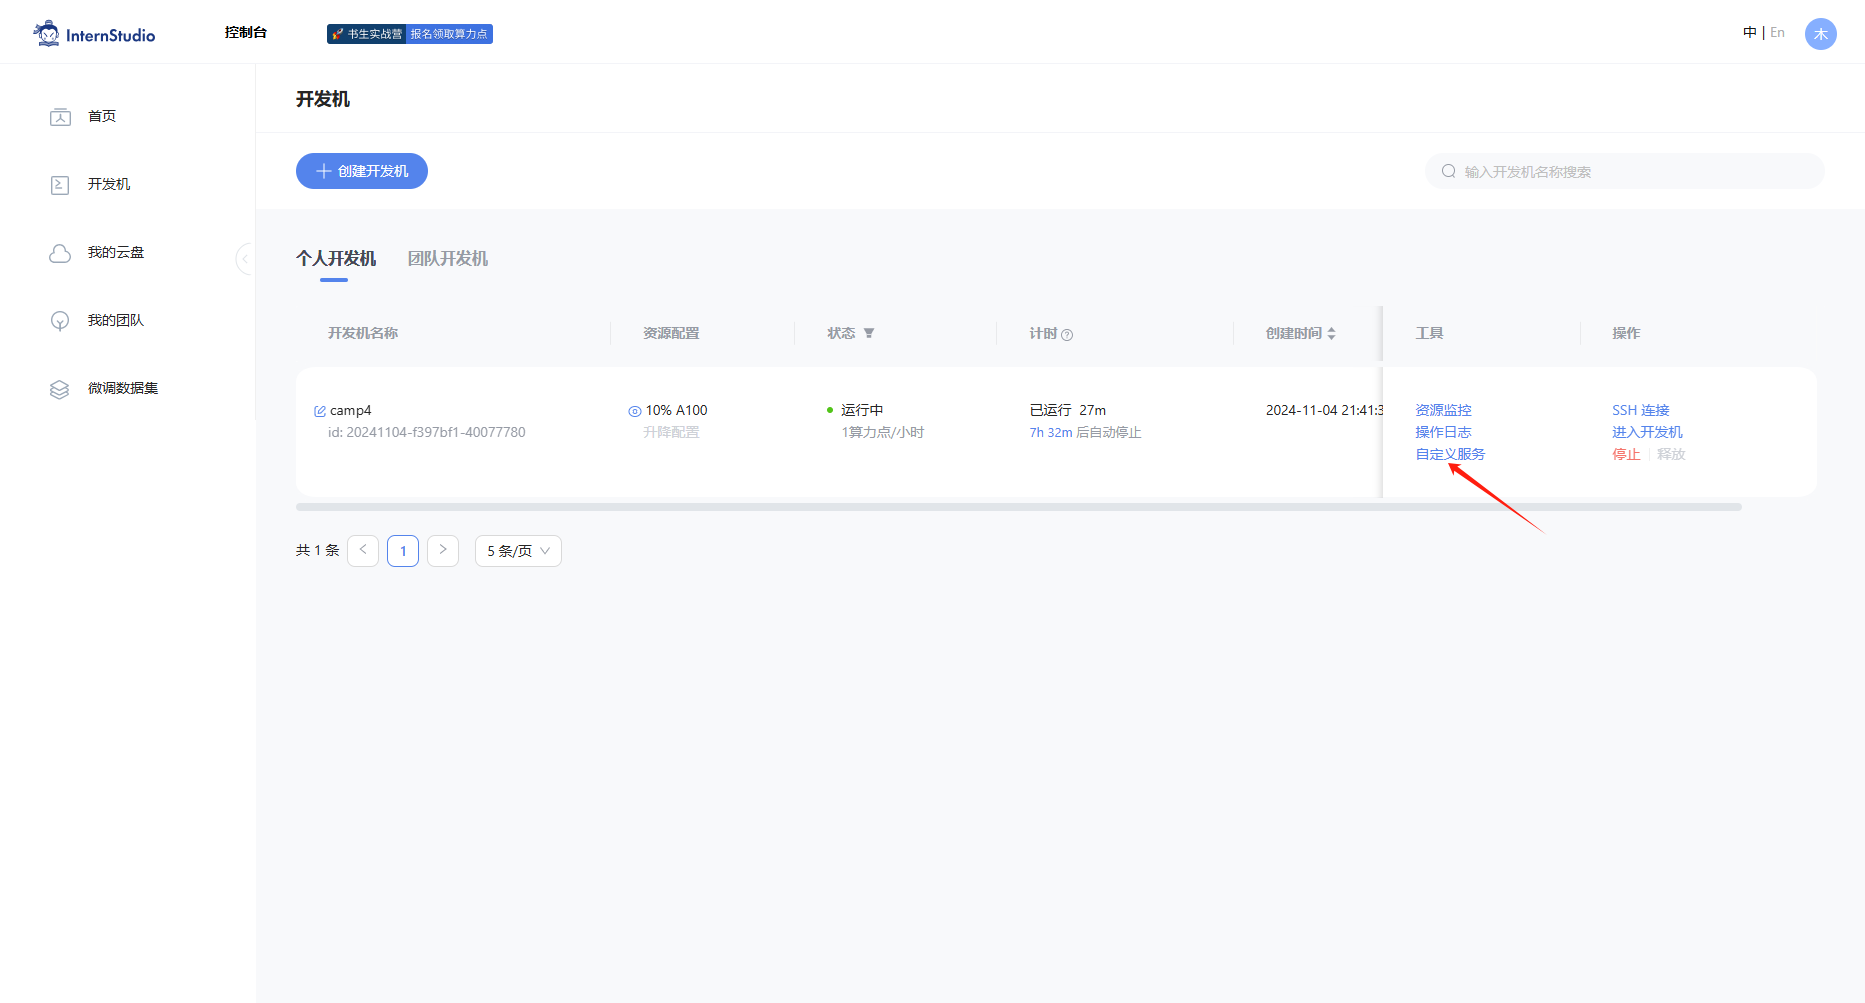 InternStudio
控制台
书生实战营 报名领取算力点
中 | En
木
首页
开发机
我的云盘
我的团队
微调数据集
开发机
创建开发机
输入开发机名称搜索
个人开发机 团队开发机
开发机名称 资源配置 状态 计时 创建时间 工具 操作
camp4 10% A100 运行中 已运行 27m 2024-11-04 21:41:3 资源监控 SSH 连接
id: 20241104-f397bf1-40077780 升降配置 1算力点/小时 7h 32m 后自动停止 操作日志 进入开发机
自定义服务 停止 释放
共 1 条 < 1 > 5 条/页